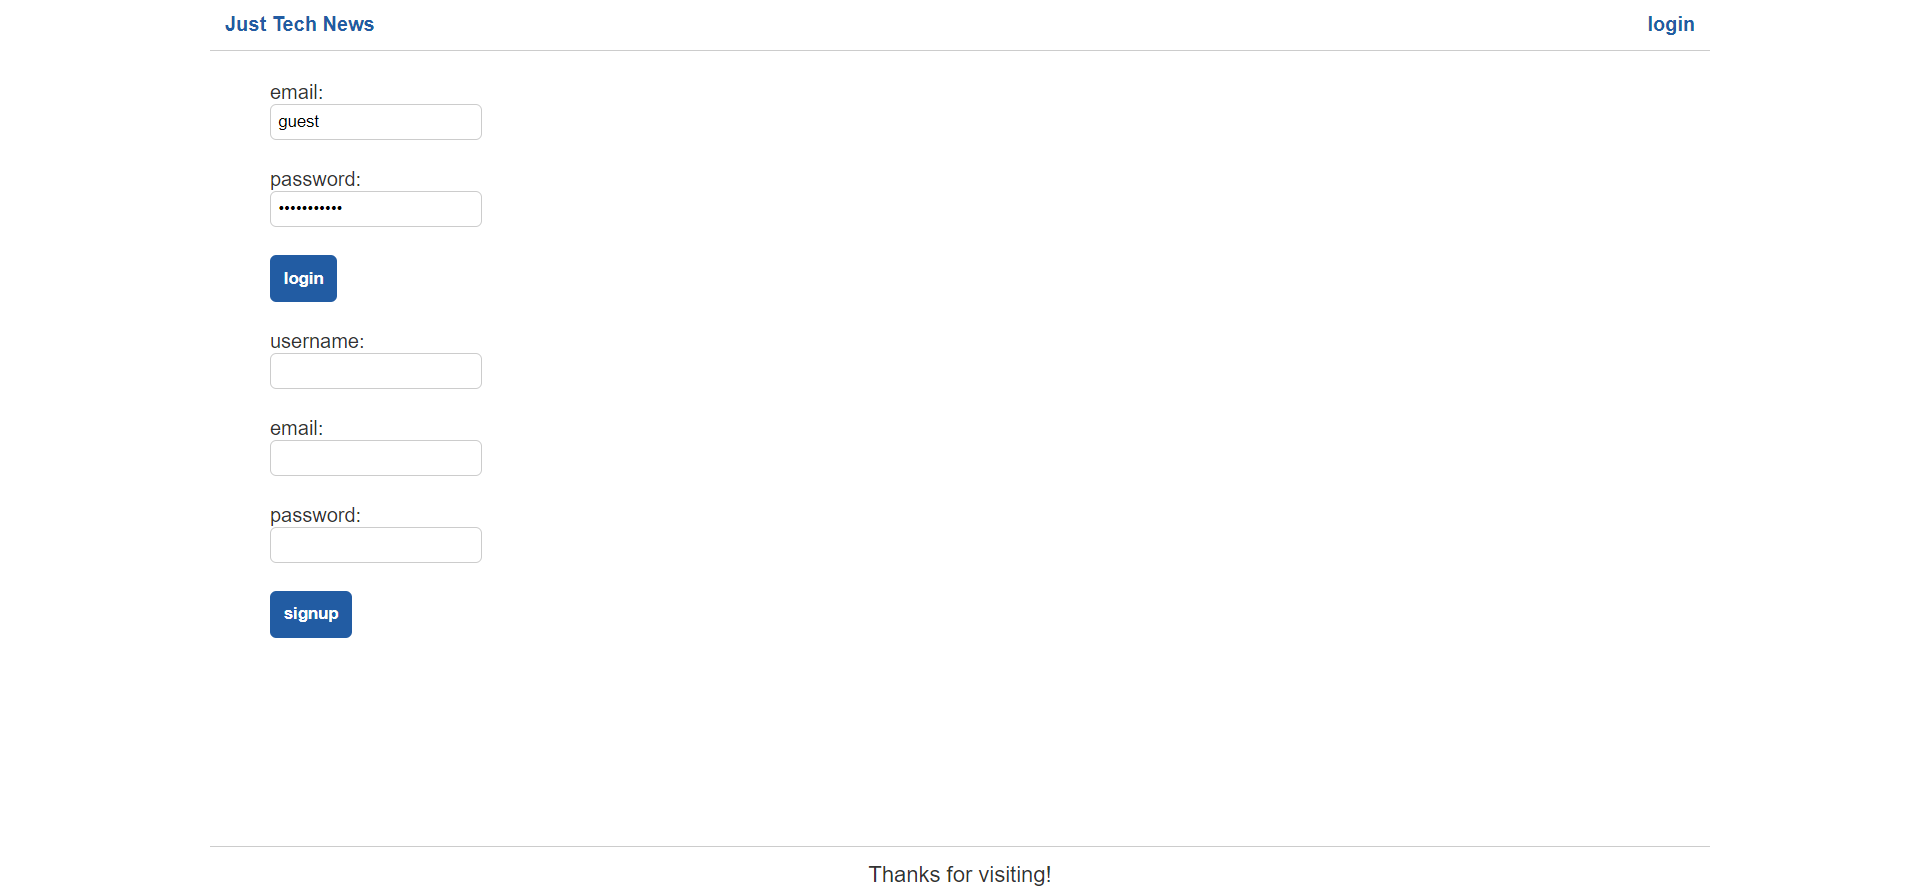 Just Tech News login
email:
guest
password:
•••••••••••
login
username:
email:
password:
signup
Thanks for visiting!